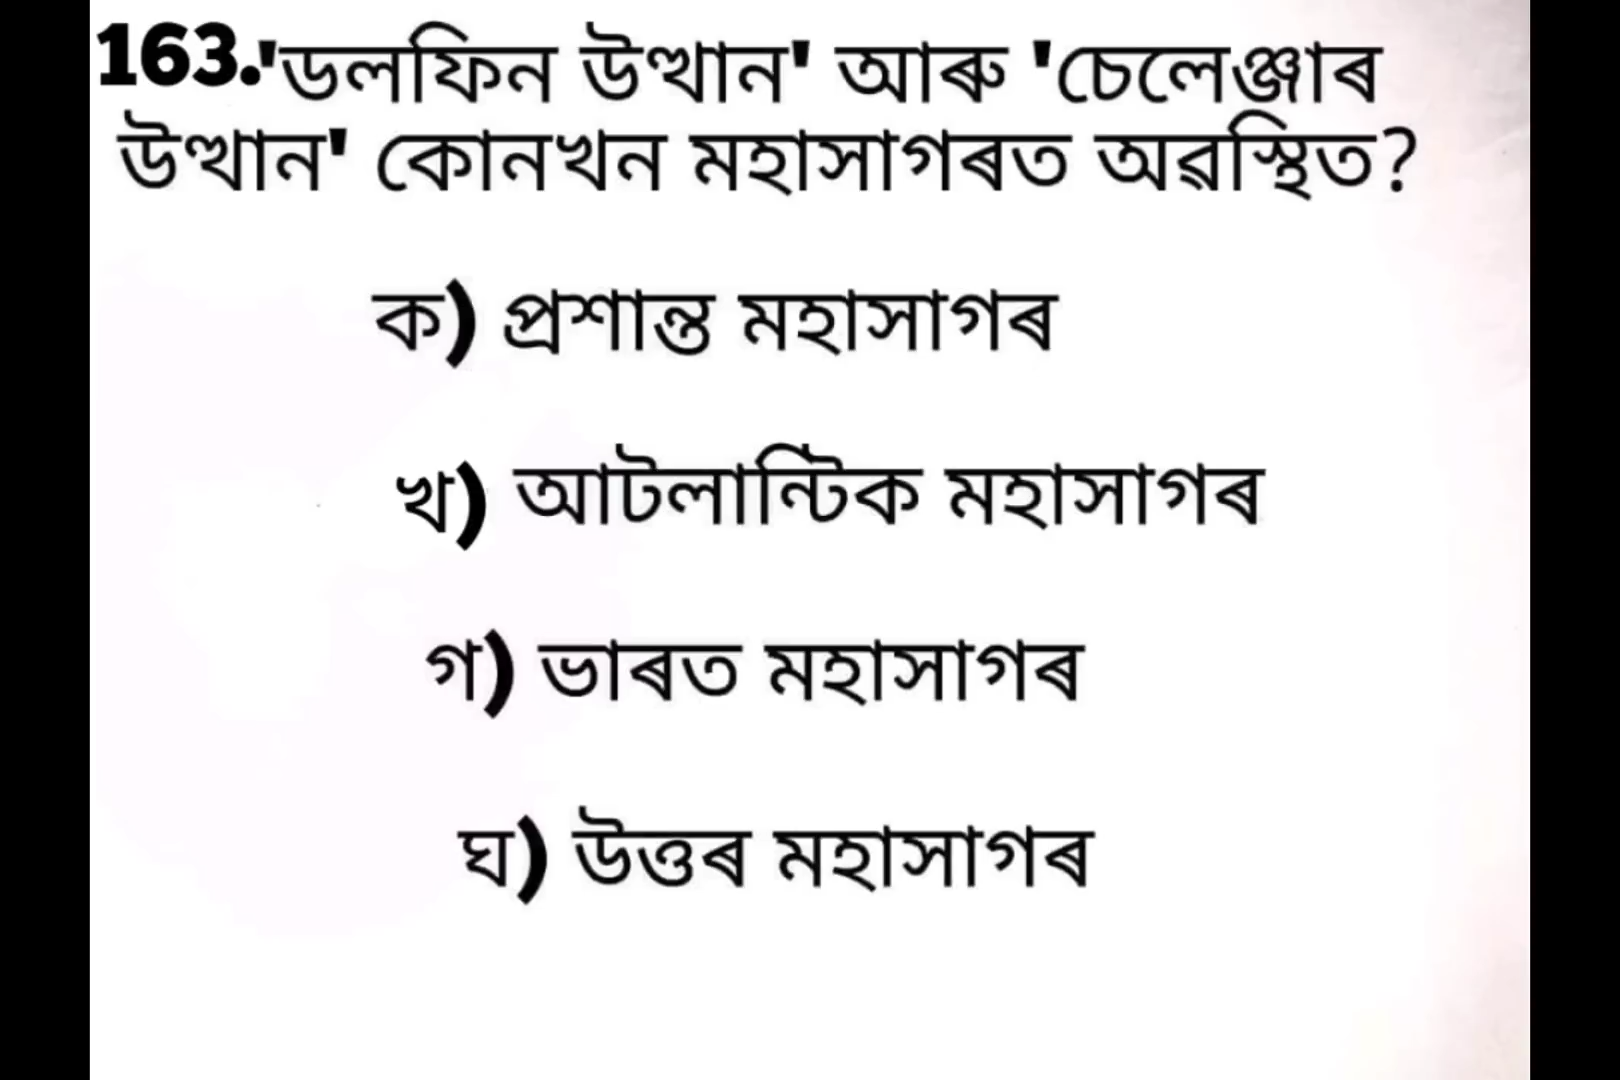 163.'ডলফিন উত্থান' আৰু 'চেলেঞ্জাৰ
উত্থান' কোনখন মহাসাগৰত অৱস্থিত?
ক) প্ৰশান্ত মহাসাগৰ
খ) আটলান্টিক মহাসাগৰ
গ) ভাৰত মহাসাগৰ
ঘ) উত্তৰ মহাসাগৰ